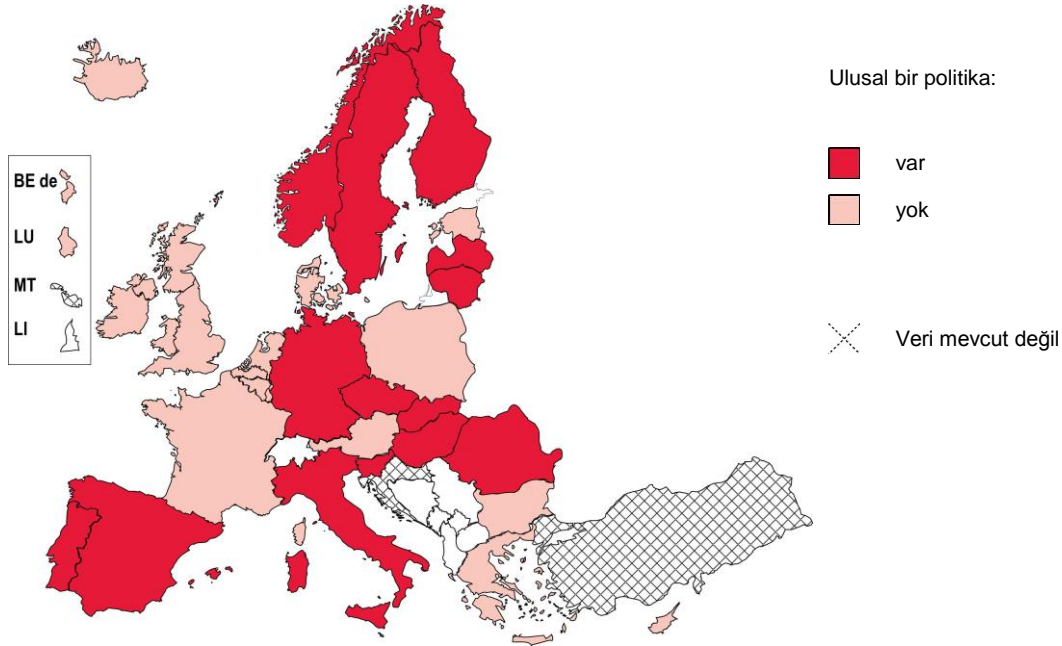 BE de
LU
MT
LI
Ulusal bir politika:
var
yok
Veri mevcut değil